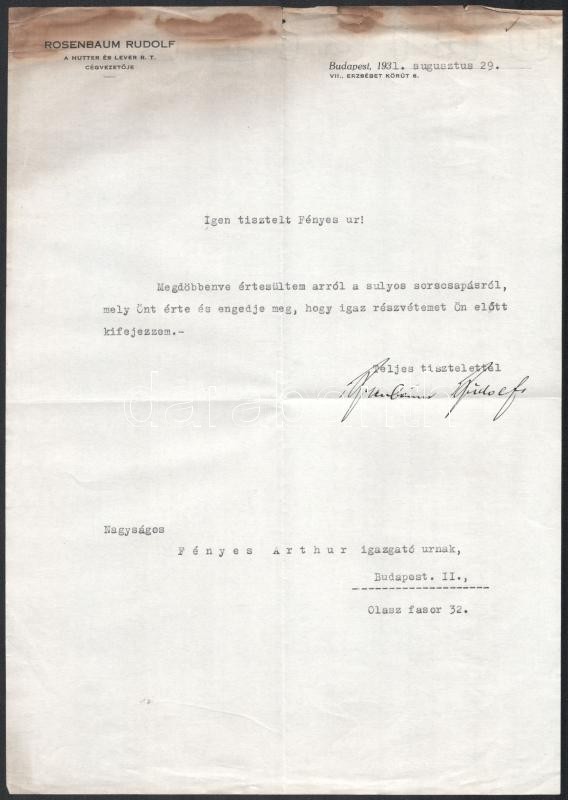 ROSENBAUM RUDOLF
A HUTTER ÉS LEVER R. T.
CÉGVEZETŐJE
Budapest, 1931. augusztus 29.
VII., ERZSÉBET KÖRÚT 6.
Igen tisztelt Fényes ur!
Megdöbbenve értesültem arról a sulyos sorscsapásról,
mely Önt érte és engedje meg, hogy igaz részvétemet Ön előtt
kifejezzem.-
Teljes tisztelettel
Rosenbaum Rudolf
Nagyságos
Fényes Arthur igazgató urnak,
Budapest. II.,
Olasz fasor 32.